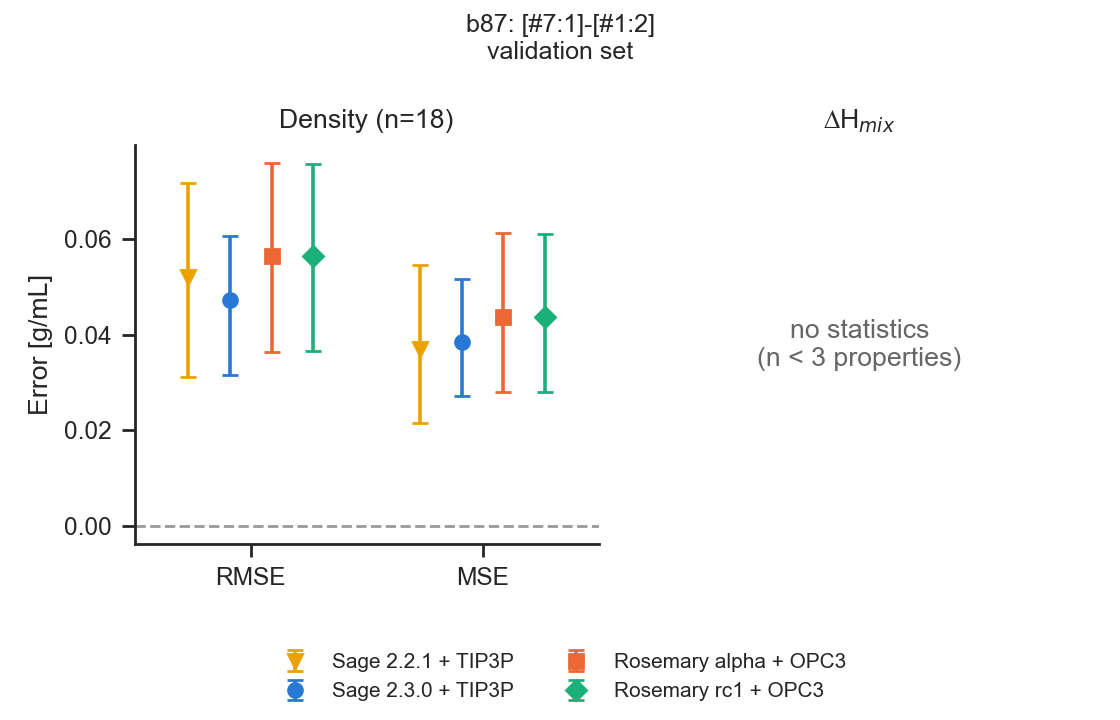 b87: [#7:1]-[#1:2]
validation set
Density (n=18)
ΔH_mix
Error [g/mL]
0.06
0.04
0.02
0.00
RMSE
MSE
no statistics
(n < 3 properties)
Sage 2.2.1 + TIP3P
Sage 2.3.0 + TIP3P
Rosemary alpha + OPC3
Rosemary rc1 + OPC3